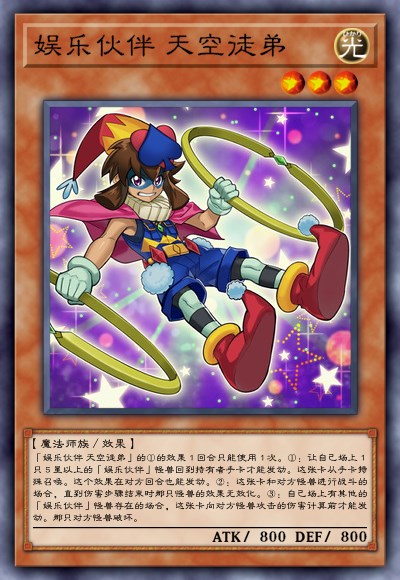 娱乐伙伴 天空徒弟
光
【魔法师族／效果】
「娱乐伙伴 天空徒弟」的①的效果1回合只能使用1次。①：让自己场上1
只5星以上的「娱乐伙伴」怪兽回到持有者手卡才能发动。这张卡从手卡特
殊召唤。这个效果在对方回合也能发动。②：这张卡和对方怪兽进行战斗的
场合，直到伤害步骤结束时那只怪兽的效果无效化。③：自己场上有其他的
「娱乐伙伴」怪兽存在的场合，这张卡向对方怪兽攻击的伤害计算前才能发
动。那只对方怪兽破坏。
ATK/ 800 DEF/ 800